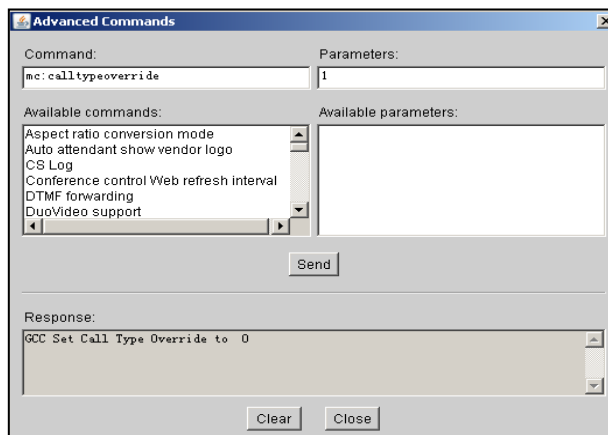 Advanced Commands
Command: Parameters:
mc:calltypeoverride 1
Available commands: Available parameters:
Aspect ratio conversion mode
Auto attendant show vendor logo
CS Log
Conference control Web refresh interval
DTMF forwarding
DuoVideo support
Send
Response:
GCC Set Call Type Override to 0
Clear Close